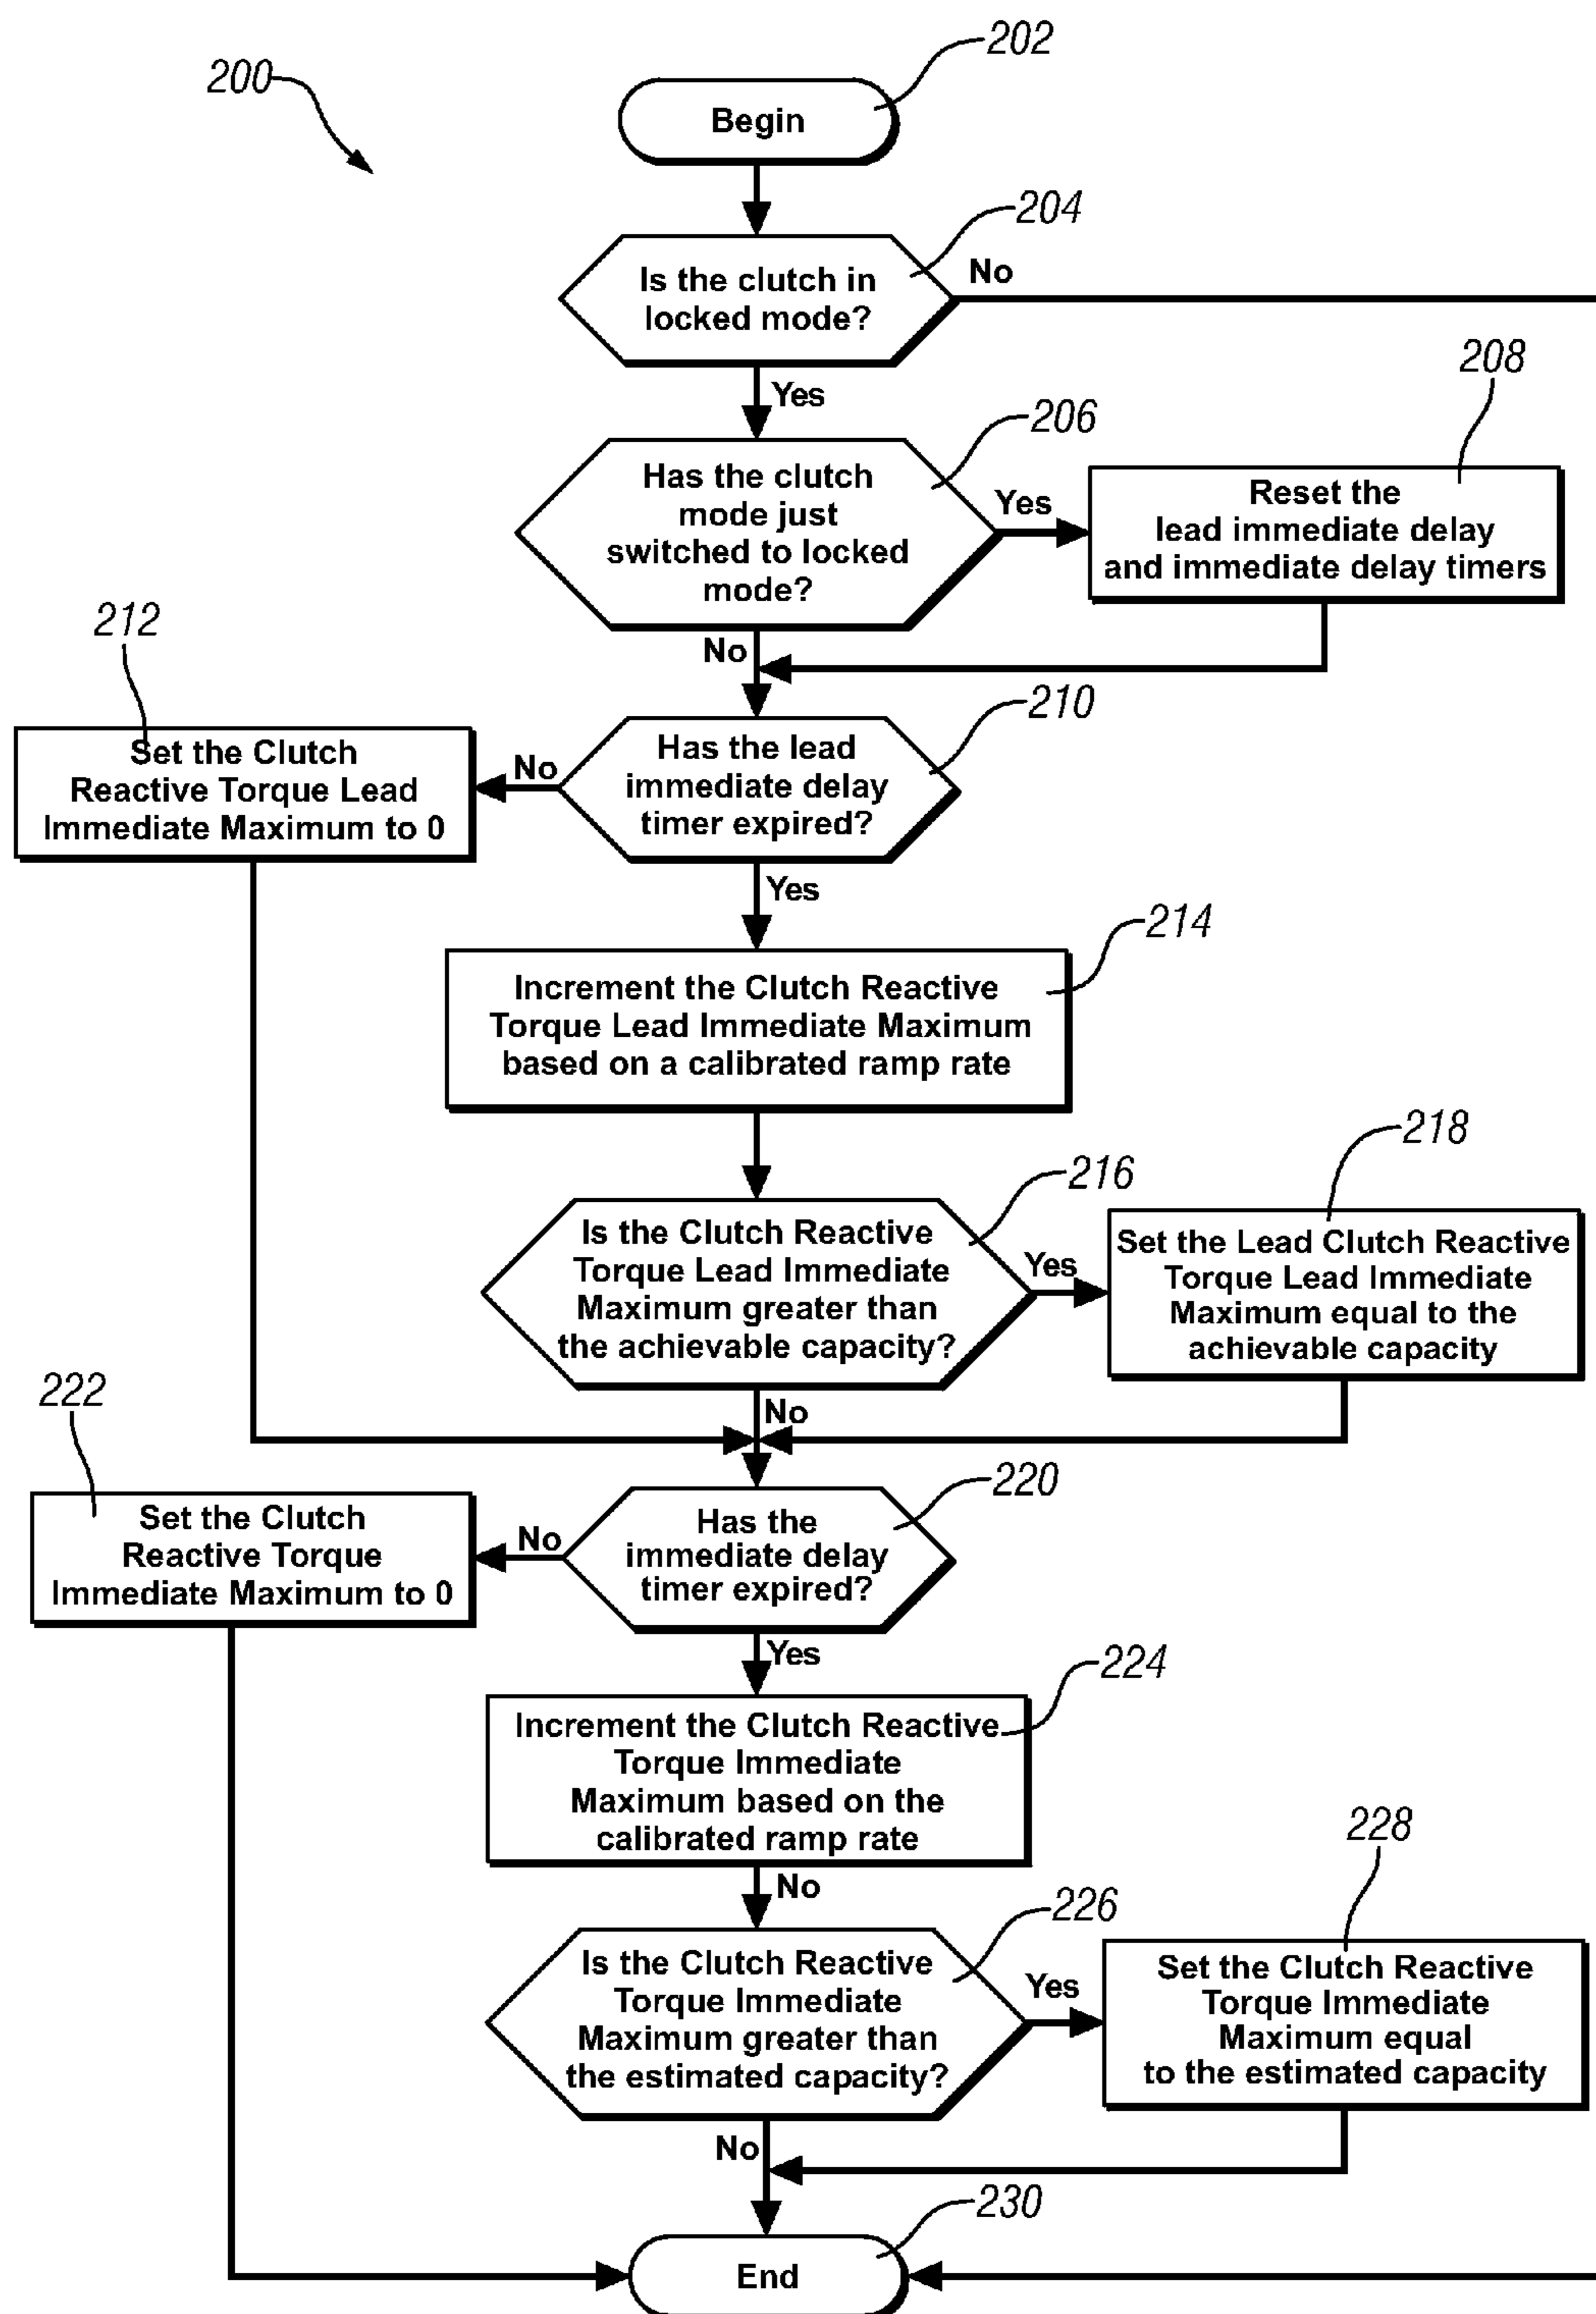 200
202
Begin
204
Is the clutch in
locked mode?
No
Yes
206
Has the clutch
mode just
switched to locked
mode?
Yes
208
Reset the
lead immediate delay
and immediate delay timers
No
210
Has the lead
immediate delay
timer expired?
No
212
Set the Clutch
Reactive Torque Lead
Immediate Maximum to 0
Yes
214
Increment the Clutch Reactive
Torque Lead Immediate Maximum
based on a calibrated ramp rate
216
Is the Clutch Reactive
Torque Lead Immediate
Maximum greater than
the achievable capacity?
Yes
218
Set the Lead Clutch Reactive
Torque Lead Immediate
Maximum equal to the
achievable capacity
No
220
Has the
immediate delay
timer expired?
No
222
Set the Clutch
Reactive Torque
Immediate Maximum to 0
Yes
224
Increment the Clutch Reactive
Torque Immediate
Maximum based on the
calibrated ramp rate
No
226
Is the Clutch Reactive
Torque Immediate
Maximum greater than
the estimated capacity?
Yes
228
Set the Clutch Reactive
Torque Immediate
Maximum equal
to the estimated capacity
No
230
End